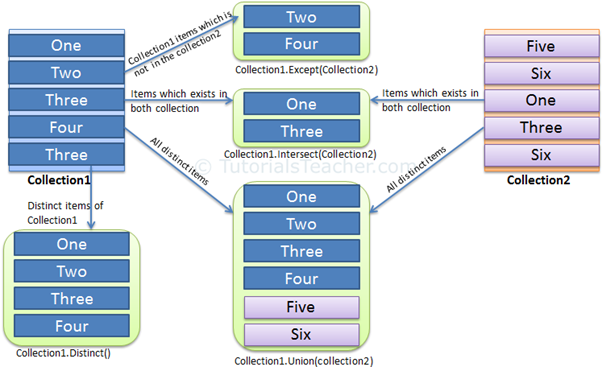 One
Two
Three
Four
Three
Collection1
Collection1 items which is
not in the collection2
Two
Four
Collection1.Except(Collection2)
Items which exists in
both collection
One
Three
Collection1.Intersect(Collection2)
Items which exists in
both collection
Five
Six
One
Three
Six
Collection2
© TutorialsTeacher.com
All distinct items
All distinct items
One
Two
Three
Four
Five
Six
Collection1.Union(collection2)
Distinct items of
Collection1
One
Two
Three
Four
Collection1.Distinct()